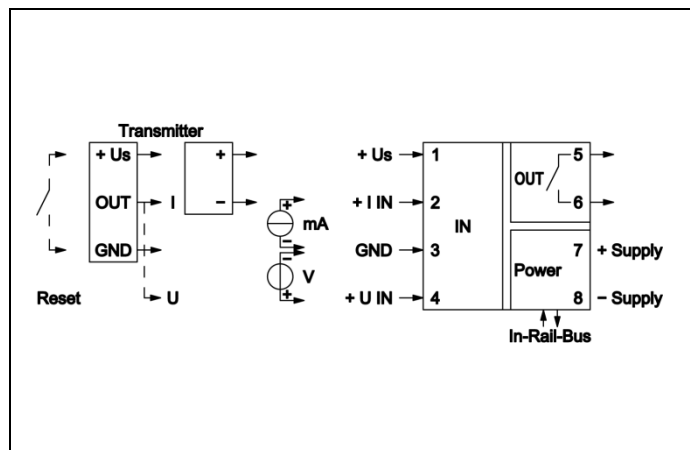 Transmitter
+ Us + + Us 1 5
OUT
OUT I − + + I IN 2 6
mA
IN
GND − GND 3 7 + Supply
−
Power
V
Reset U + + U IN 4 8 − Supply
In-Rail-Bus